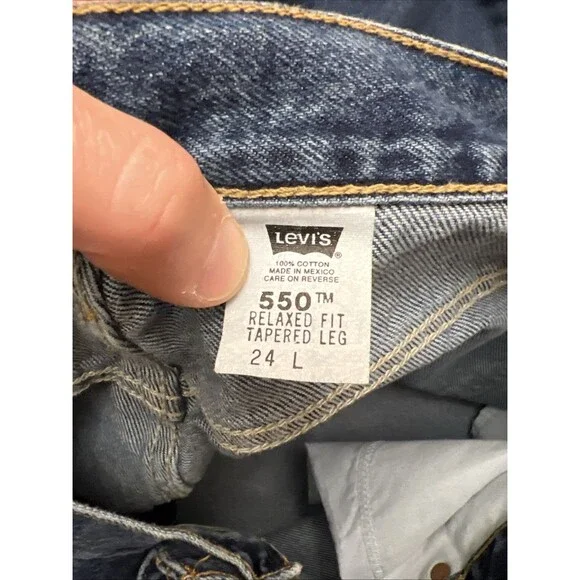 Levi's
®
100% COTTON
MADE IN MEXICO
CARE ON REVERSE
550™
RELAXED FIT
TAPERED LEG
24 L